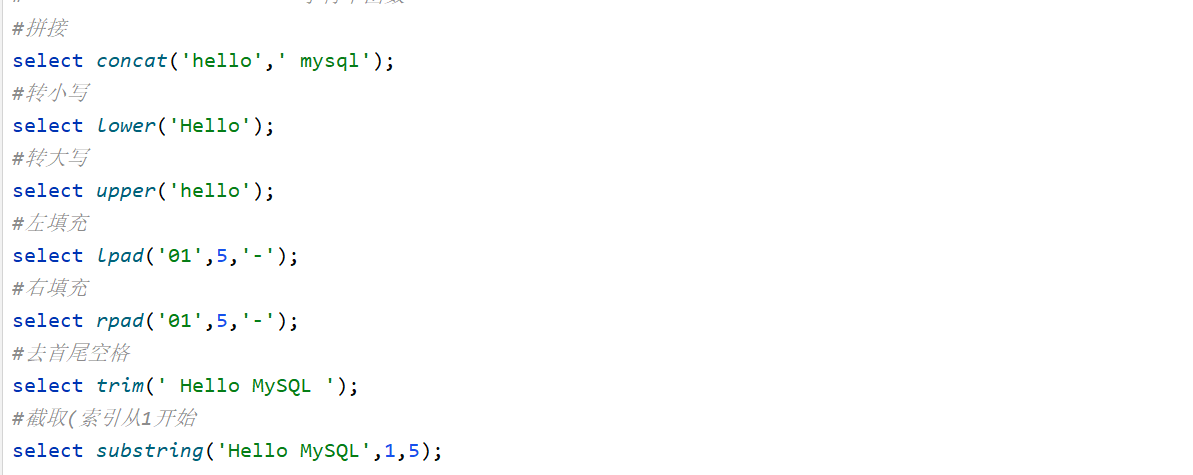 #拼接
select concat('hello',' mysql');
#转小写
select lower('Hello');
#转大写
select upper('hello');
#左填充
select lpad('01',5,'-');
#右填充
select rpad('01',5,'-');
#去首尾空格
select trim(' Hello MySQL ');
#截取(索引从1开始
select substring('Hello MySQL',1,5);